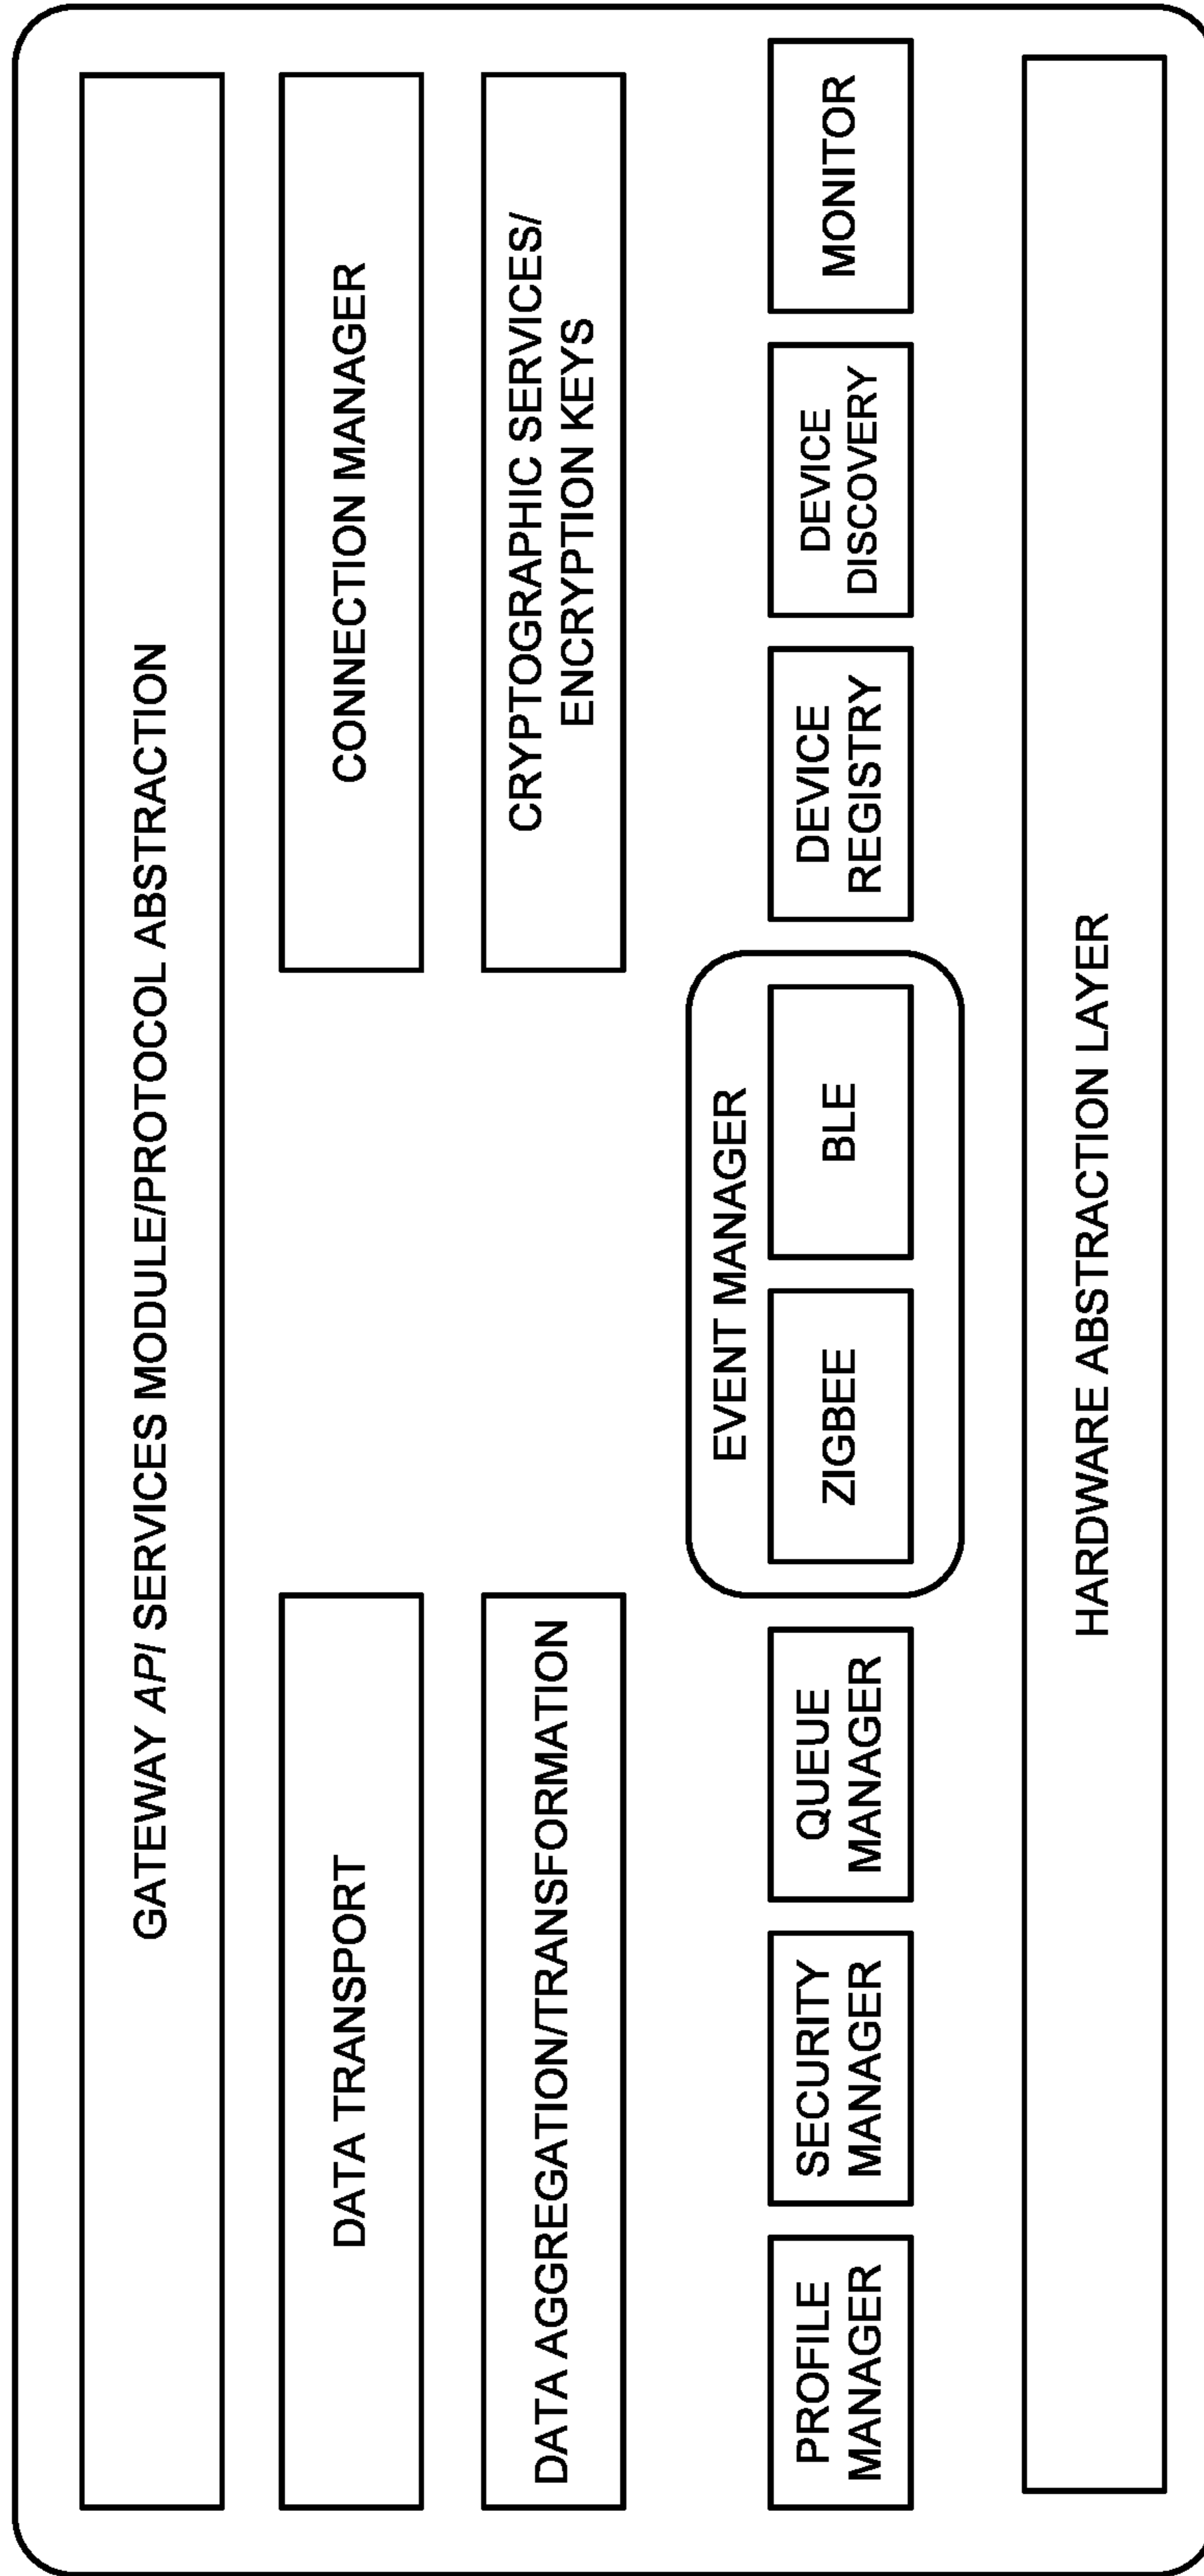 GATEWAY API SERVICES MODULE/PROTOCOL ABSTRACTION
DATA TRANSPORT
CONNECTION MANAGER
DATA AGGREGATION/TRANSFORMATION
CRYPTOGRAPHIC SERVICES/
ENCRYPTION KEYS
PROFILE
MANAGER
SECURITY
MANAGER
QUEUE
MANAGER
EVENT MANAGER
ZIGBEE
BLE
DEVICE
REGISTRY
DEVICE
DISCOVERY
MONITOR
HARDWARE ABSTRACTION LAYER